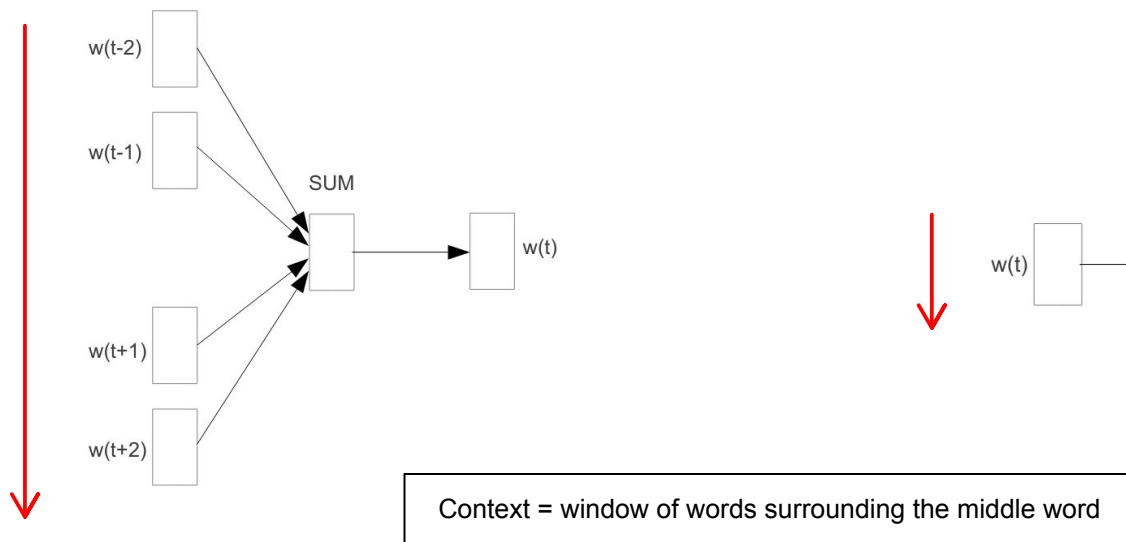 w(t-2)
w(t-1)
SUM
w(t)
w(t)
w(t+1)
w(t+2)
Context = window of words surrounding the middle word